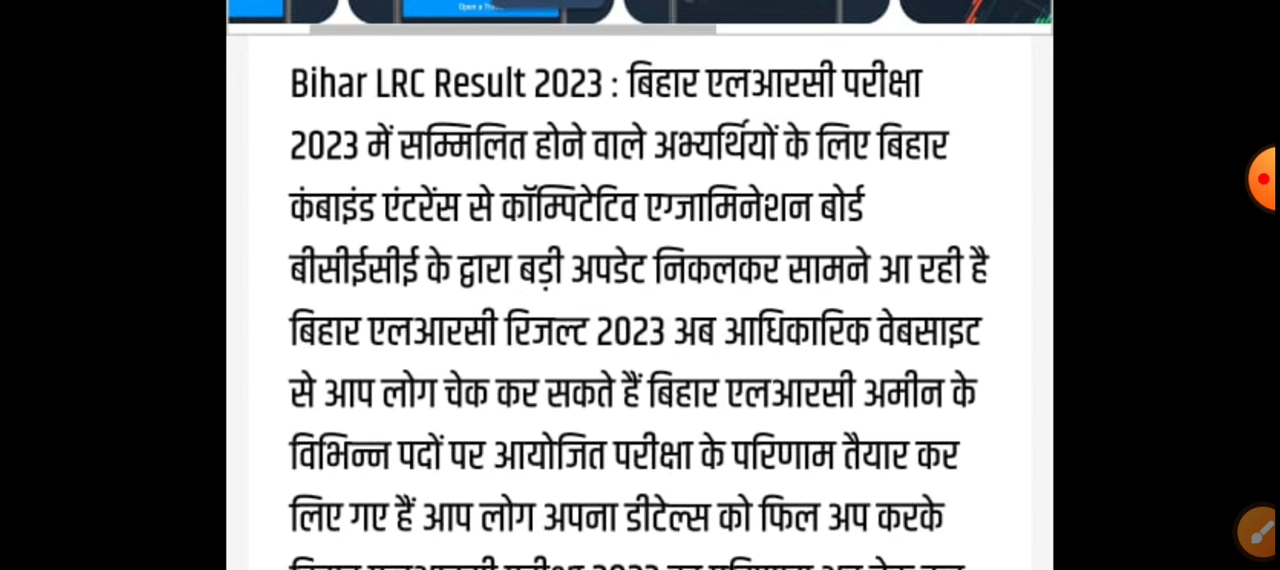 Open a Tr
Bihar LRC Result 2023 : बिहार एलआरसी परीक्षा
2023 में सम्मिलित होने वाले अभ्यर्थियों के लिए बिहार
कंबाइंड एंटरेंस से कॉम्पिटेटिव एग्जामिनेशन बोर्ड
बीसीईसीई के द्वारा बड़ी अपडेट निकलकर सामने आ रही है
बिहार एलआरसी रिजल्ट 2023 अब आधिकारिक वेबसाइट
से आप लोग चेक कर सकते हैं बिहार एलआरसी अमीन के
विभिन्न पदों पर आयोजित परीक्षा के परिणाम तैयार कर
लिए गए हैं आप लोग अपना डीटेल्स को फिल अप करके